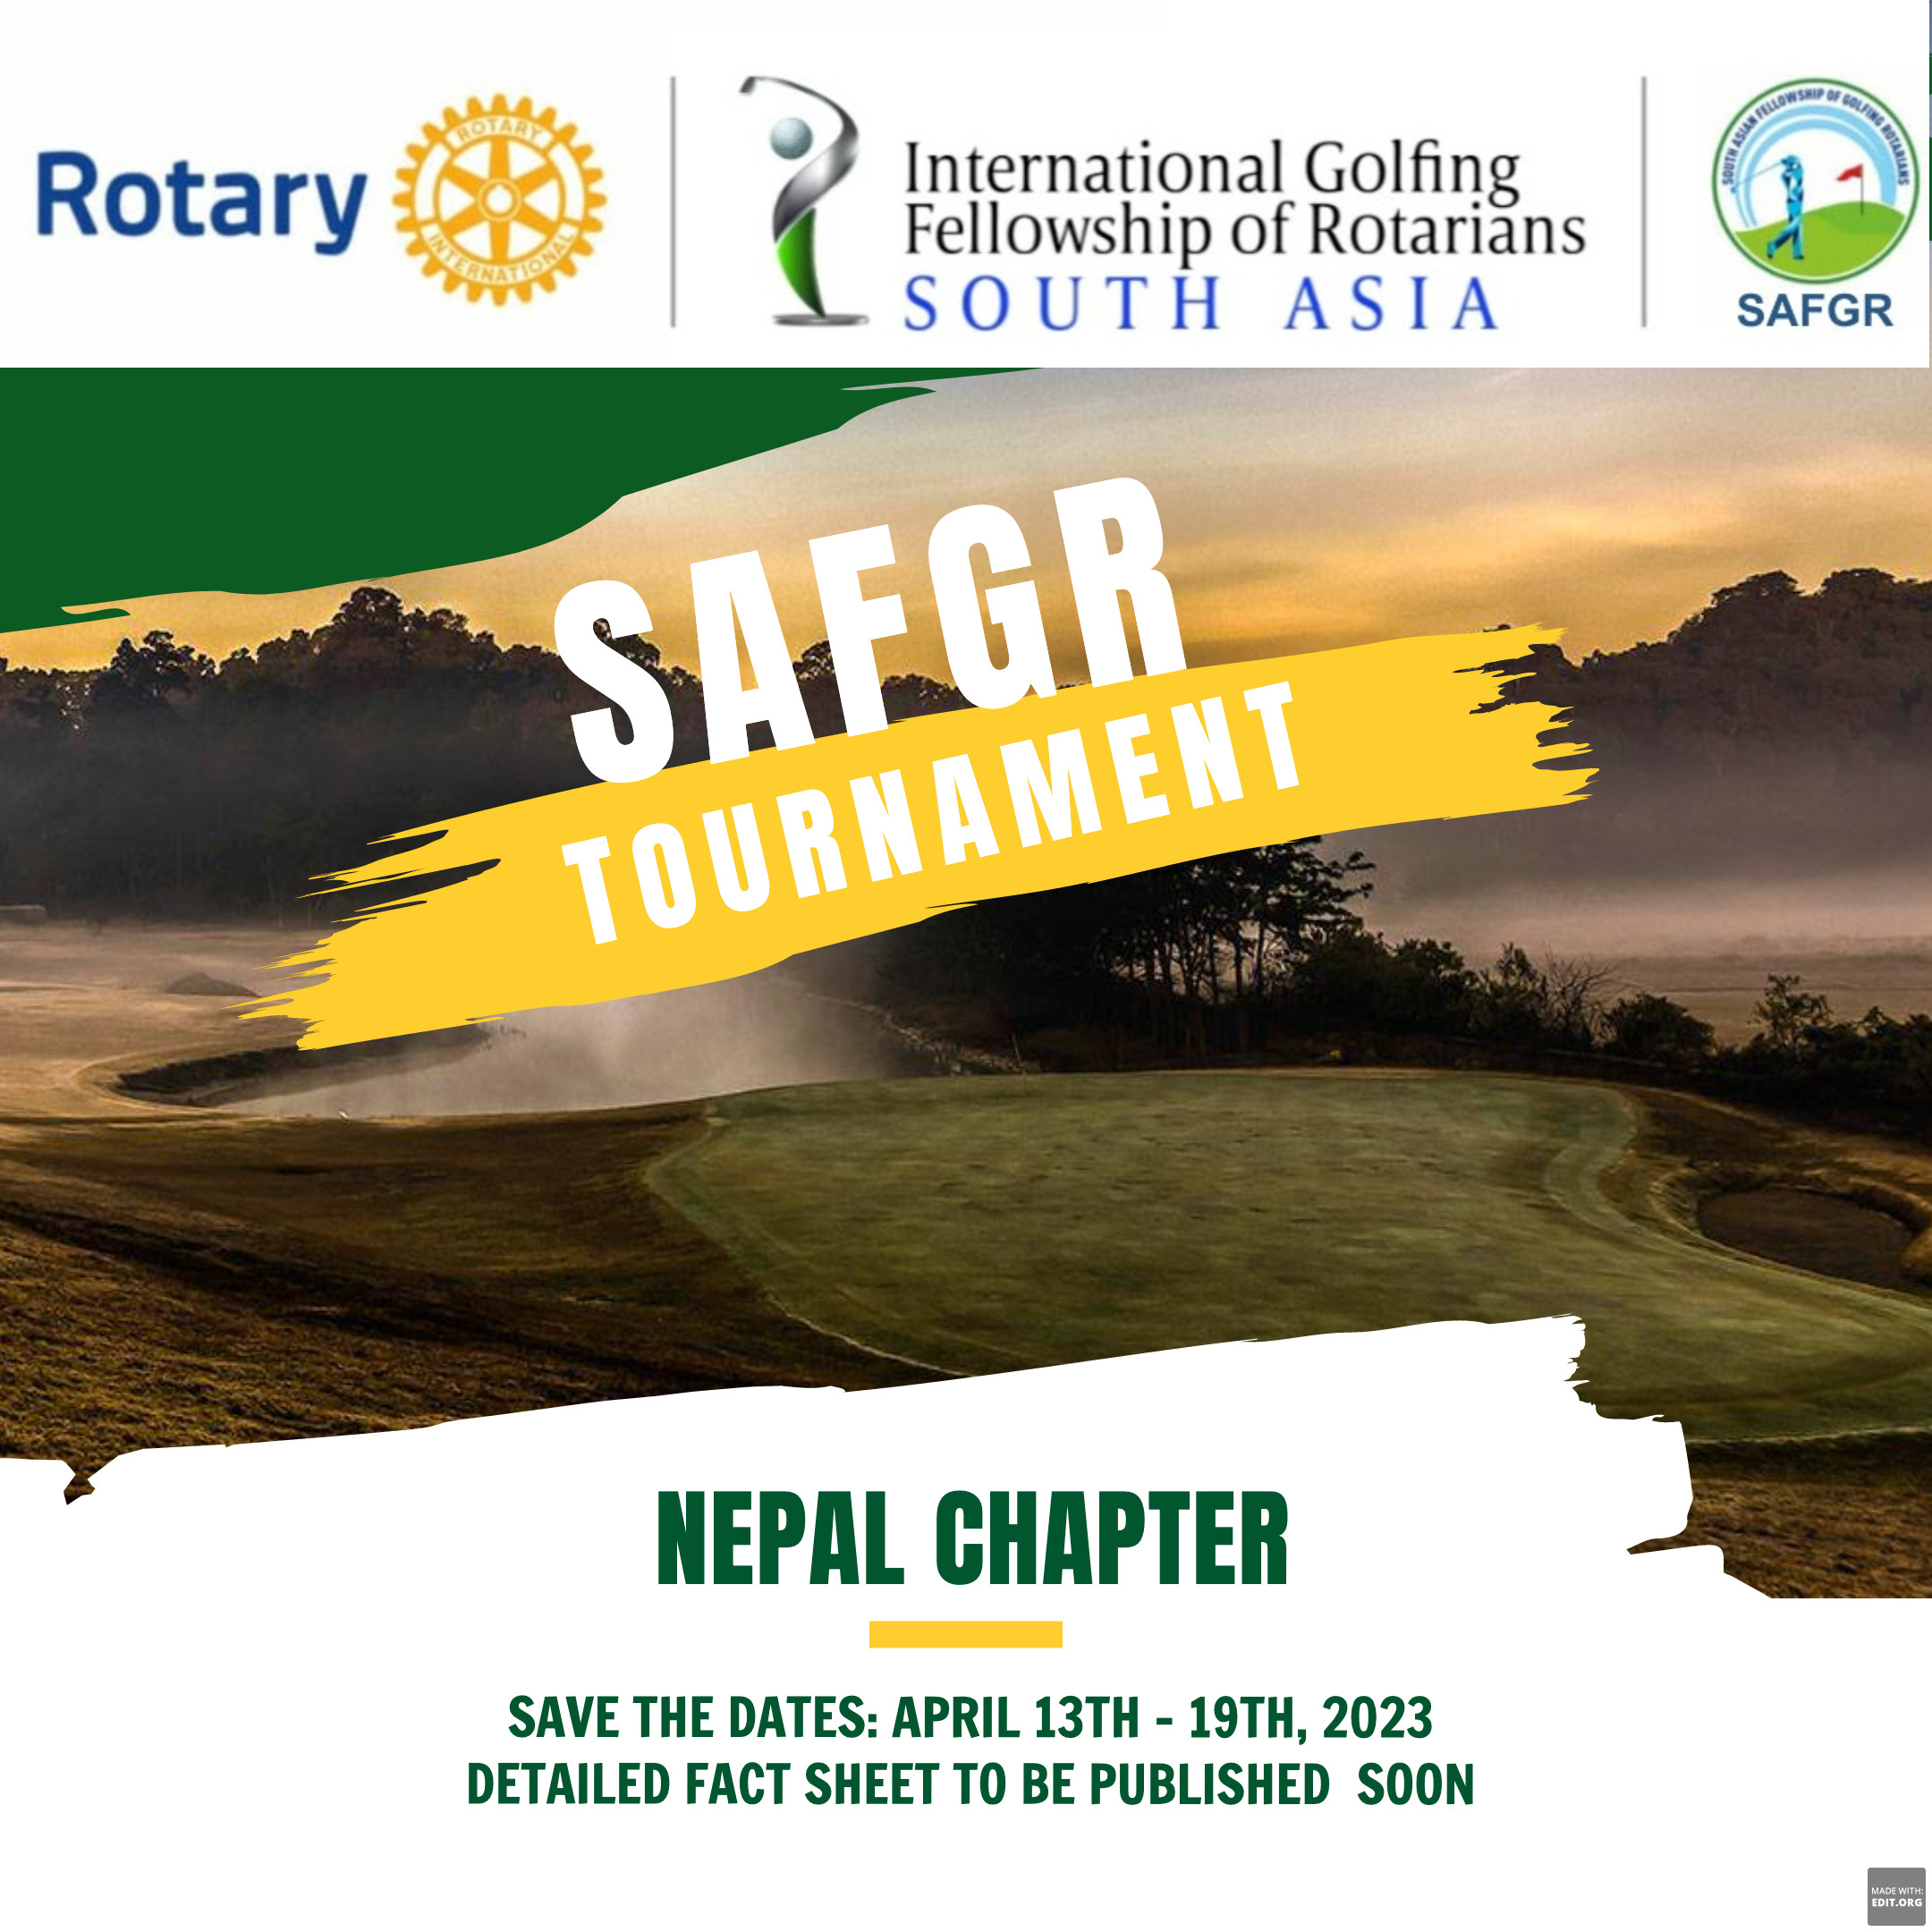 Rotary
ROTARY
INTERNATIONAL
International Golfing
Fellowship of Rotarians
SOUTH ASIA
SOUTH ASIAN FELLOWSHIP OF GOLFING ROTARIANS
SAFGR
SAFGR
TOURNAMENT
NEPAL CHAPTER
SAVE THE DATES: APRIL 13TH - 19TH, 2023
DETAILED FACT SHEET TO BE PUBLISHED  SOON
MADE WITH:
EDIT.ORG